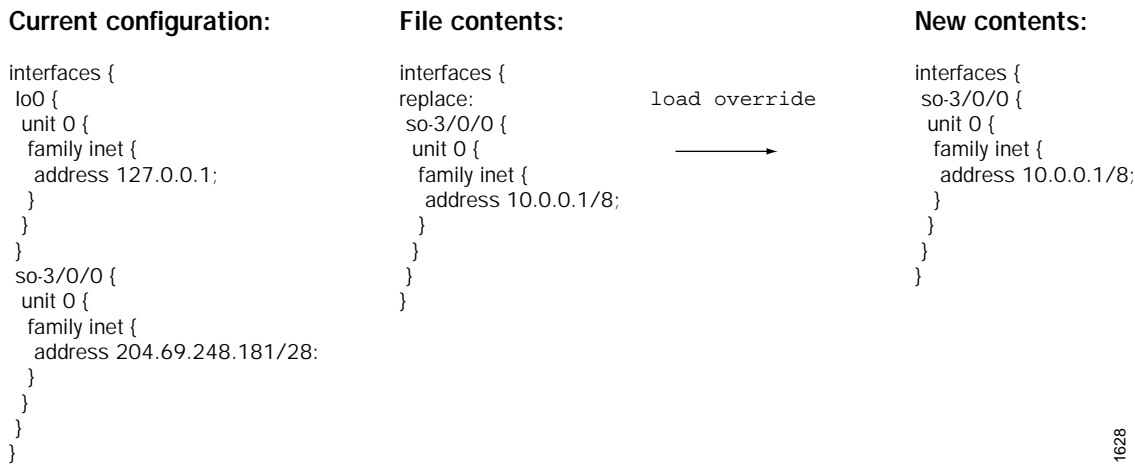 Current configuration:
interfaces {
lo0 {
unit 0 {
family inet {
address 127.0.0.1;
}
}
}
so-3/0/0 {
unit 0 {
family inet {
address 204.69.248.181/28:
}
}
}
}
File contents:
interfaces {
replace:
so-3/0/0 {
unit 0 {
family inet {
address 10.0.0.1/8;
}
}
}
}
load override
New contents:
interfaces {
so-3/0/0 {
unit 0 {
family inet {
address 10.0.0.1/8;
}
}
}
}
1628